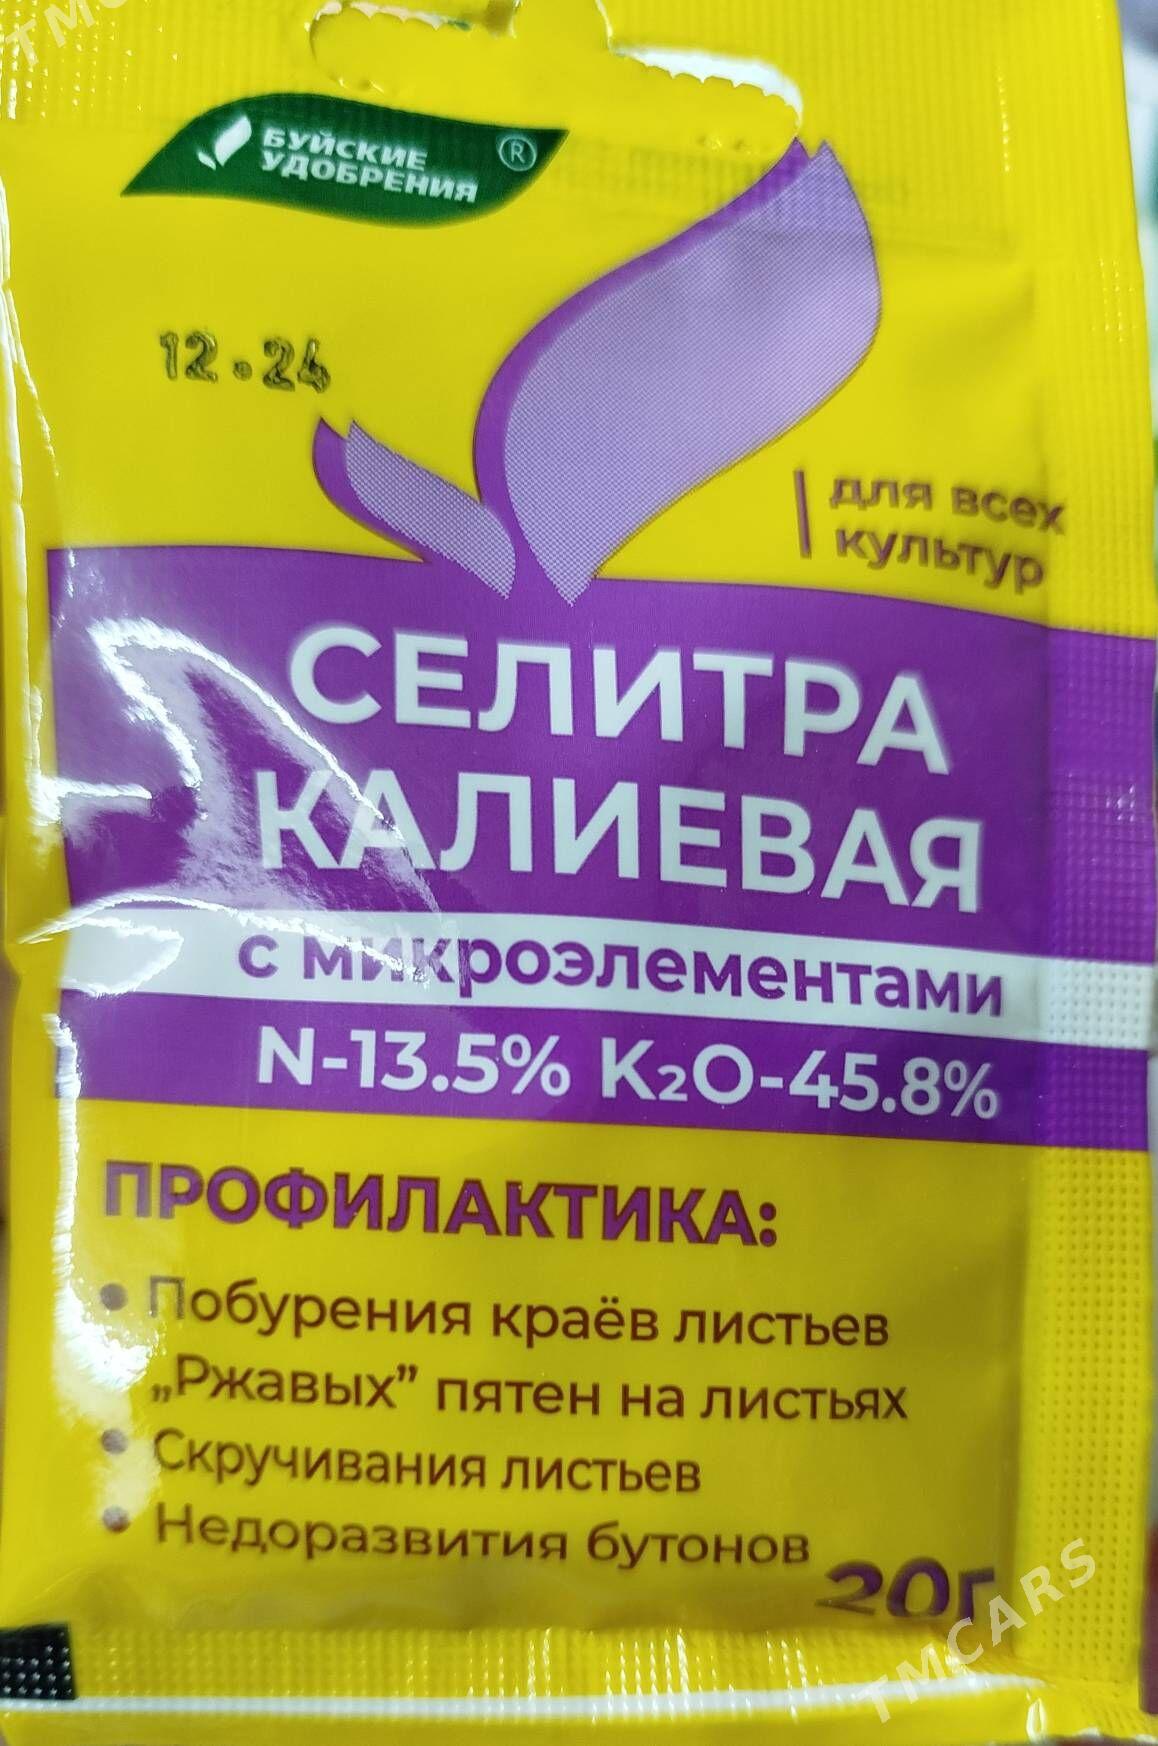 БУЙСКИЕ
УДОБРЕНИЯ ®
12.24
для всех
культур
СЕЛИТРА
КАЛИЕВАЯ
с микроэлементами
N-13.5% K₂O-45.8%
ПРОФИЛАКТИКА:
• Побурения краёв листьев
„Ржавых” пятен на листьях
• Скручивания листьев
• Недоразвития бутонов
20г
TMCARS